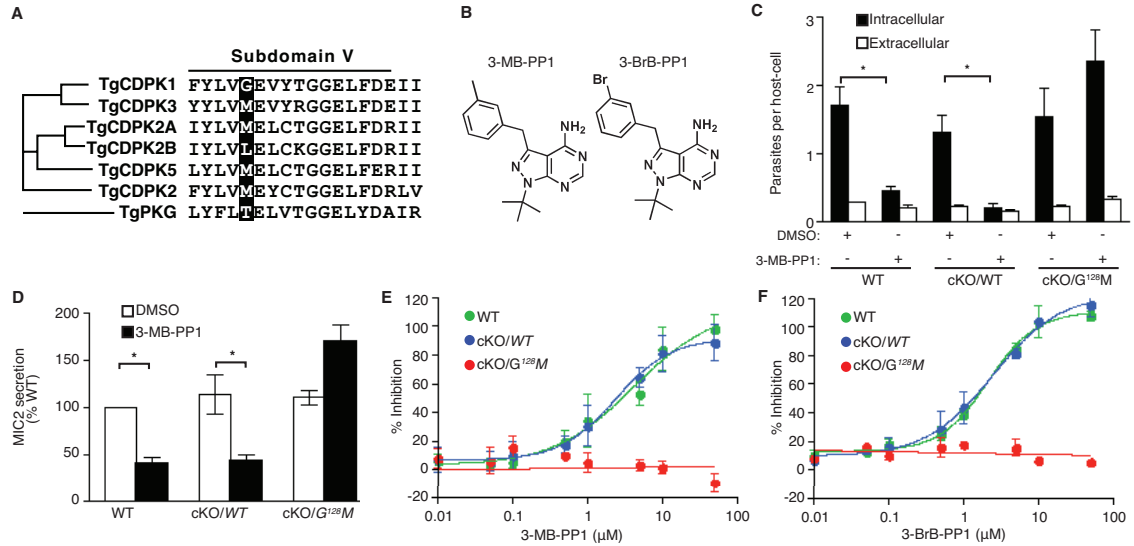 A
Subdomain V
TgCDPK1 FYLVGEVYTGGELFDEII
TgCDPK3 YYLVMEVYRGGELFDEII
TgCDPK2A IYLVMELCTGGELFDRII
TgCDPK2B IYLVLELCKGGELFDRII
TgCDPK5 LYLVMELCTGGELFERII
TgCDPK2 FYLVMEYCTGGELFDRLV
TgPKG LYFLTELVTGGELYDAIR
B
3-MB-PP1
3-BrB-PP1
Br
NH2
N
N
N
N
NH2
N
N
N
N
C
Parasites per host-cell
3
2
1
0
Intracellular
Extracellular
*
*
DMSO: + - + - + -
3-MB-PP1: - + - + - +
WT cKO/WT cKO/G128M
D
MIC2 secretion
(% WT)
200
150
100
50
0
DMSO
3-MB-PP1
*
*
WT cKO/WT cKO/G128M
E
% Inhibition
120
100
80
60
40
20
0
-20
WT
cKO/WT
cKO/G128M
0.01 0.1 1 10 100
3-MB-PP1 (µM)
F
% Inhibition
120
100
80
60
40
20
0
-20
WT
cKO/WT
cKO/G128M
0.01 0.1 1 10 100
3-BrB-PP1 (µM)